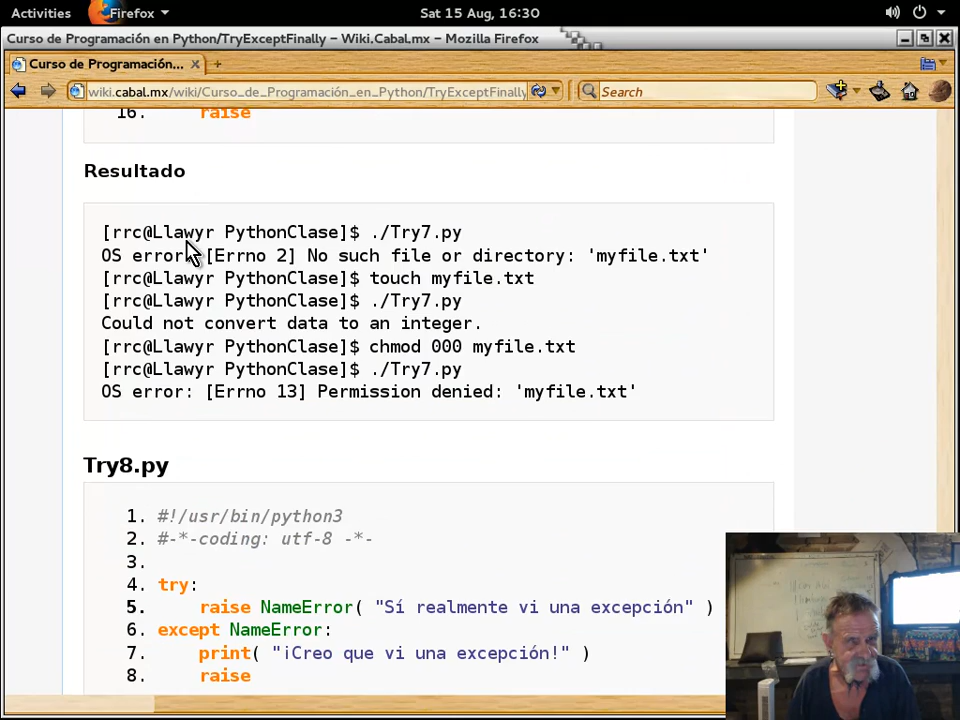 Activities Firefox Sat 15 Aug, 16:30
Curso de Programación en Python/TryExceptFinally – Wiki.Cabal.mx – Mozilla Firefox
Curso de Programación... × +
wiki.cabal.mx/wiki/Curso_de_Programación_en_Python/TryExceptFinally Search
16. raise
Resultado
[rrc@Llawyr PythonClase]$ ./Try7.py
OS error: [Errno 2] No such file or directory: 'myfile.txt'
[rrc@Llawyr PythonClase]$ touch myfile.txt
[rrc@Llawyr PythonClase]$ ./Try7.py
Could not convert data to an integer.
[rrc@Llawyr PythonClase]$ chmod 000 myfile.txt
[rrc@Llawyr PythonClase]$ ./Try7.py
OS error: [Errno 13] Permission denied: 'myfile.txt'
Try8.py
1. #!/usr/bin/python3
2. #-*-coding: utf-8 -*-
3.
4. try:
5. raise NameError( "Sí realmente vi una excepción" )
6. except NameError:
7. print( "¡Creo que vi una excepción!" )
8. raise